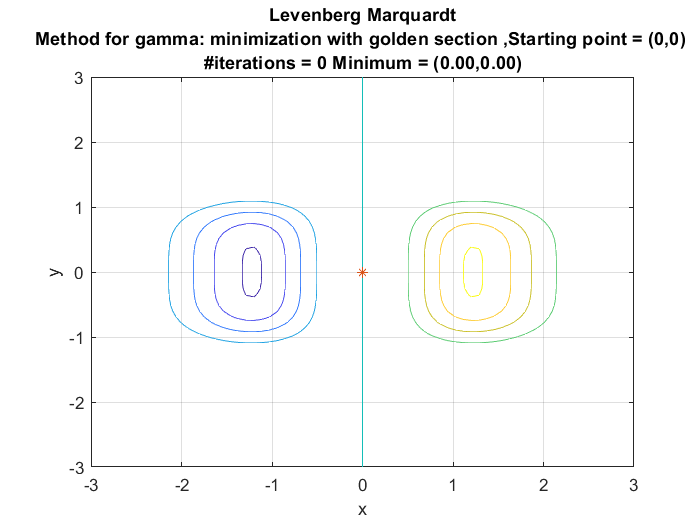 Levenberg Marquardt
Method for gamma: minimization with golden section ,Starting point = (0,0)
#iterations = 0 Minimum = (0.00,0.00)
3
2
1
0
-1
-2
-3
y
-3 -2 -1 0 1 2 3
x